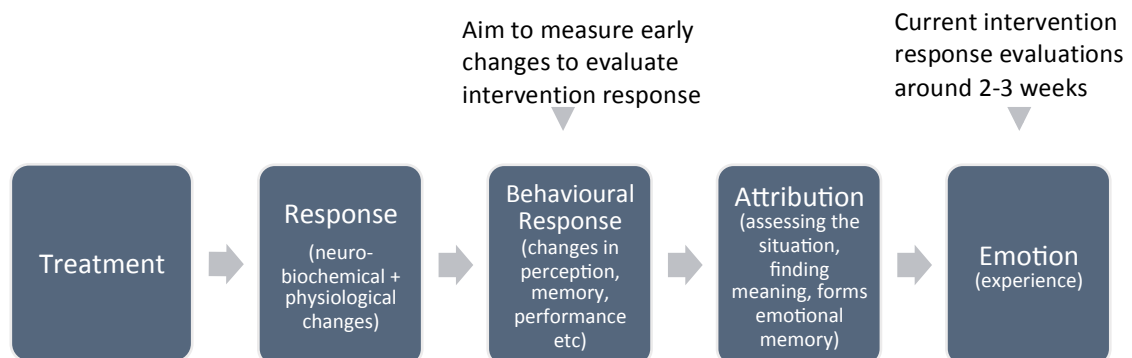 Aim to measure early
changes to evaluate
intervention response
Current intervention
response evaluations
around 2-3 weeks
Treatment
Response
(neuro-
biochemical +
physiological
changes)
Behavioural
Response
(changes in
perception,
memory,
performance
etc)
Attribution
(assessing the
situation,
finding
meaning, forms
emotional
memory)
Emotion
(experience)